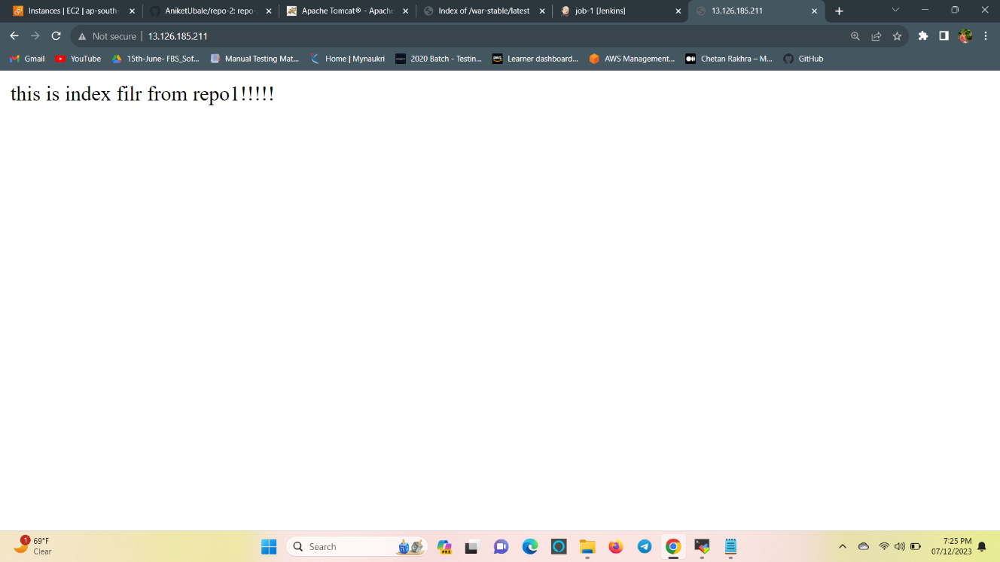 Instances | EC2 | ap-south-
AniketUbale/repo-2: repo-
Apache Tomcat® - Apache
Index of /war-stable/latest
job-1 [Jenkins]
13.126.185.211
Not secure
13.126.185.211
Gmail
YouTube
15th-June- FBS_Sof...
Manual Testing Mat...
Home | Mynaukri
2020 Batch - Testin...
aws
Learner dashboard...
AWS Management...
Chetan Rakhra – M...
GitHub
this is index filr from repo1!!!!!
1
69°F
Clear
Search
PRE
7:25 PM
07/12/2023